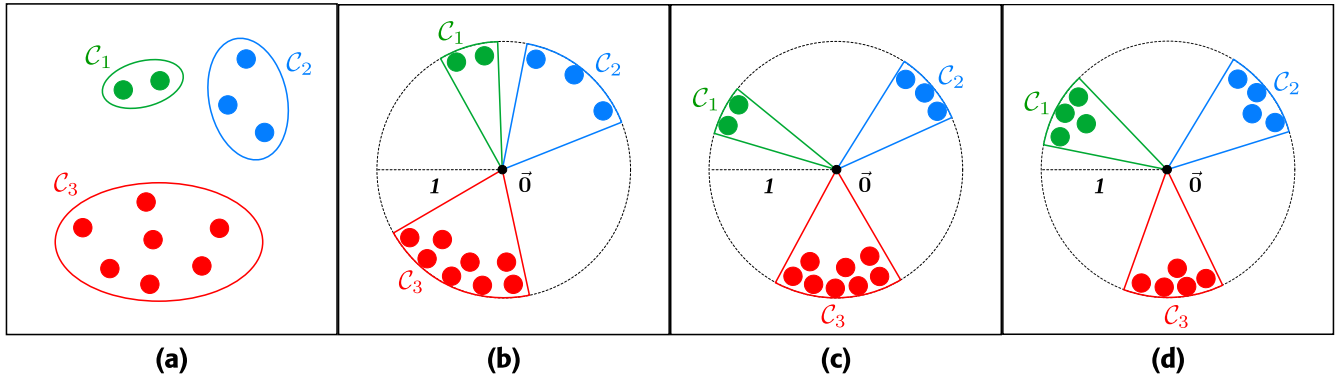 C₁
C₂
C₃
(a)
C₁
C₂
1
0⃗
C₃
(b)
C₁
C₂
1
0⃗
C₃
(c)
C₁
C₂
1
0⃗
C₃
(d)